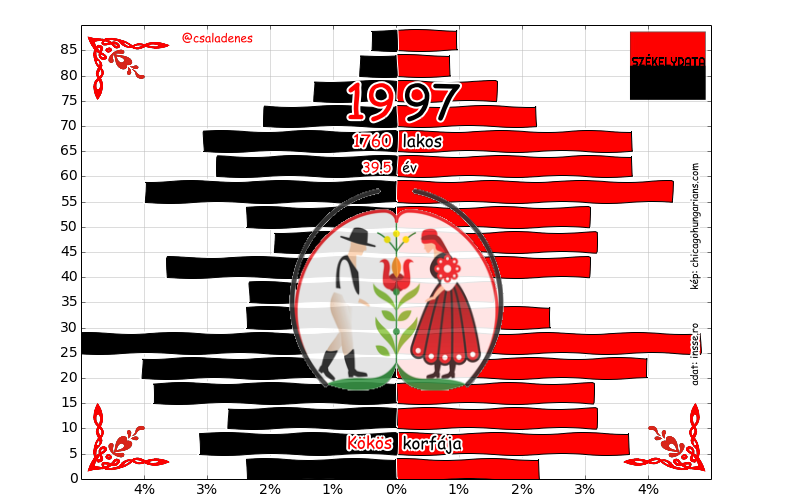 @csaladenes
SZÉKELYDATA
1997
1760 lakos
39.5 év
kép: chicagohungarians.com
adat: insse.ro
Kökös korfája
85
80
75
70
65
60
55
50
45
40
35
30
25
20
15
10
5
0
4% 3% 2% 1% 0% 1% 2% 3% 4%